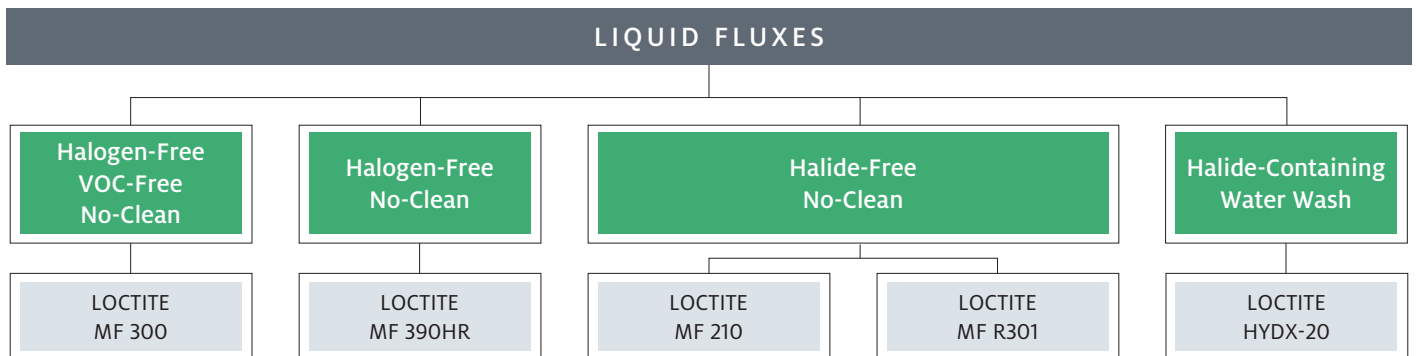 LIQUID FLUXES
Halogen-Free
VOC-Free
No-Clean
Halogen-Free
No-Clean
Halide-Free
No-Clean
Halide-Containing
Water Wash
LOCTITE
MF 300
LOCTITE
MF 390HR
LOCTITE
MF 210
LOCTITE
MF R301
LOCTITE
HYDX-20